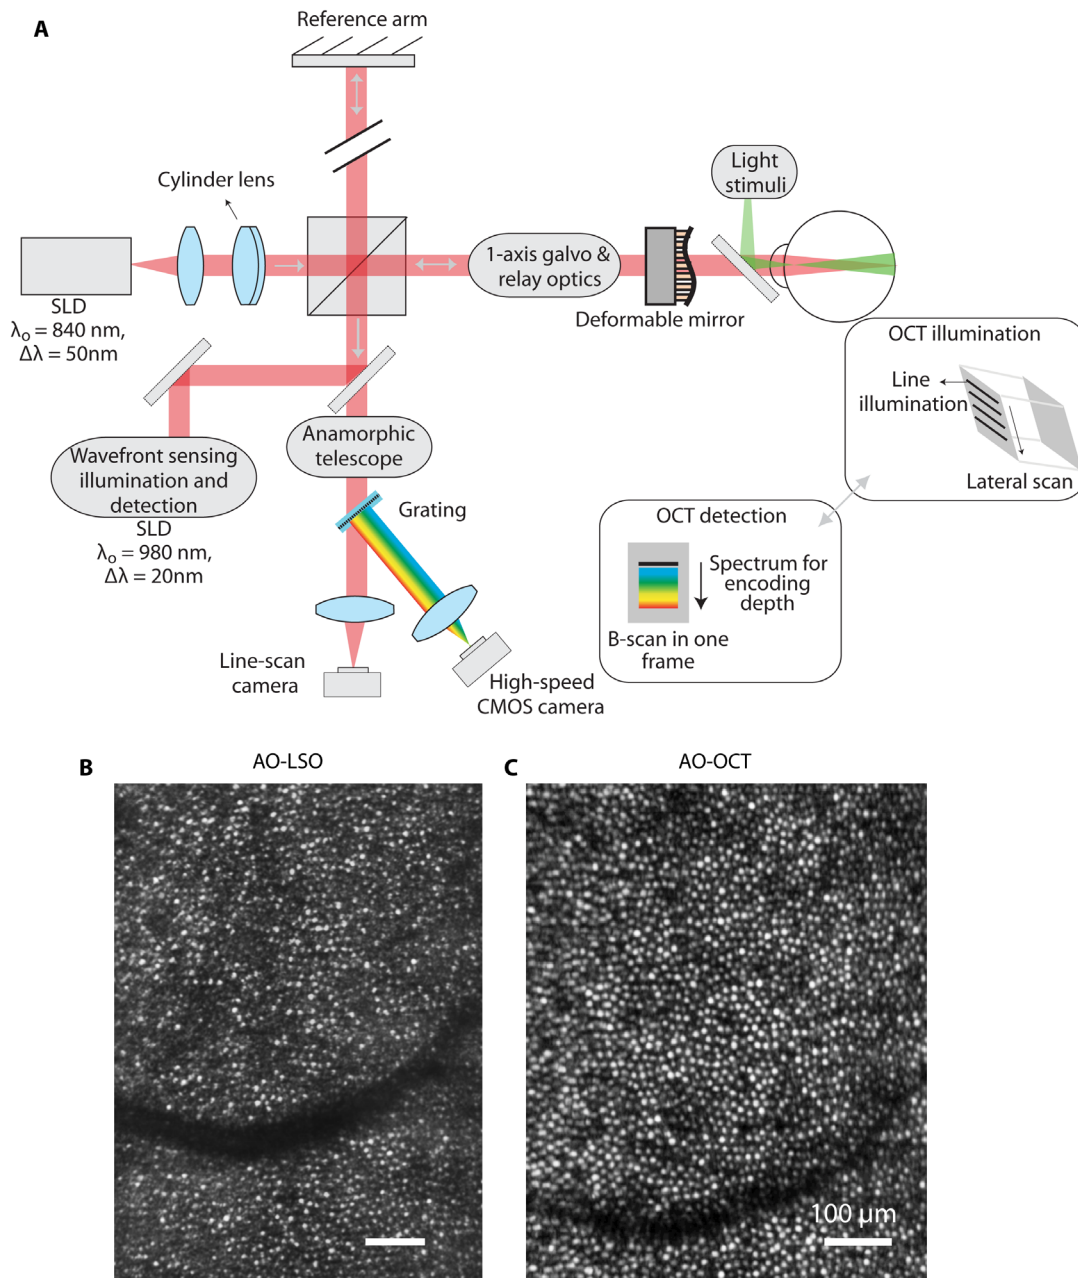 A
Reference arm
Cylinder lens
Light
stimuli
1-axis galvo &
relay optics
Deformable mirror
SLD
λo = 840 nm,
Δλ = 50nm
OCT illumination
Line
illumination
Lateral scan
Wavefront sensing
illumination and
detection
SLD
λo = 980 nm,
Δλ = 20nm
Anamorphic
telescope
Grating
OCT detection
Spectrum for
encoding
depth
B-scan in one
frame
Line-scan
camera
High-speed
CMOS camera
B
AO-LSO
C
AO-OCT
100 μm